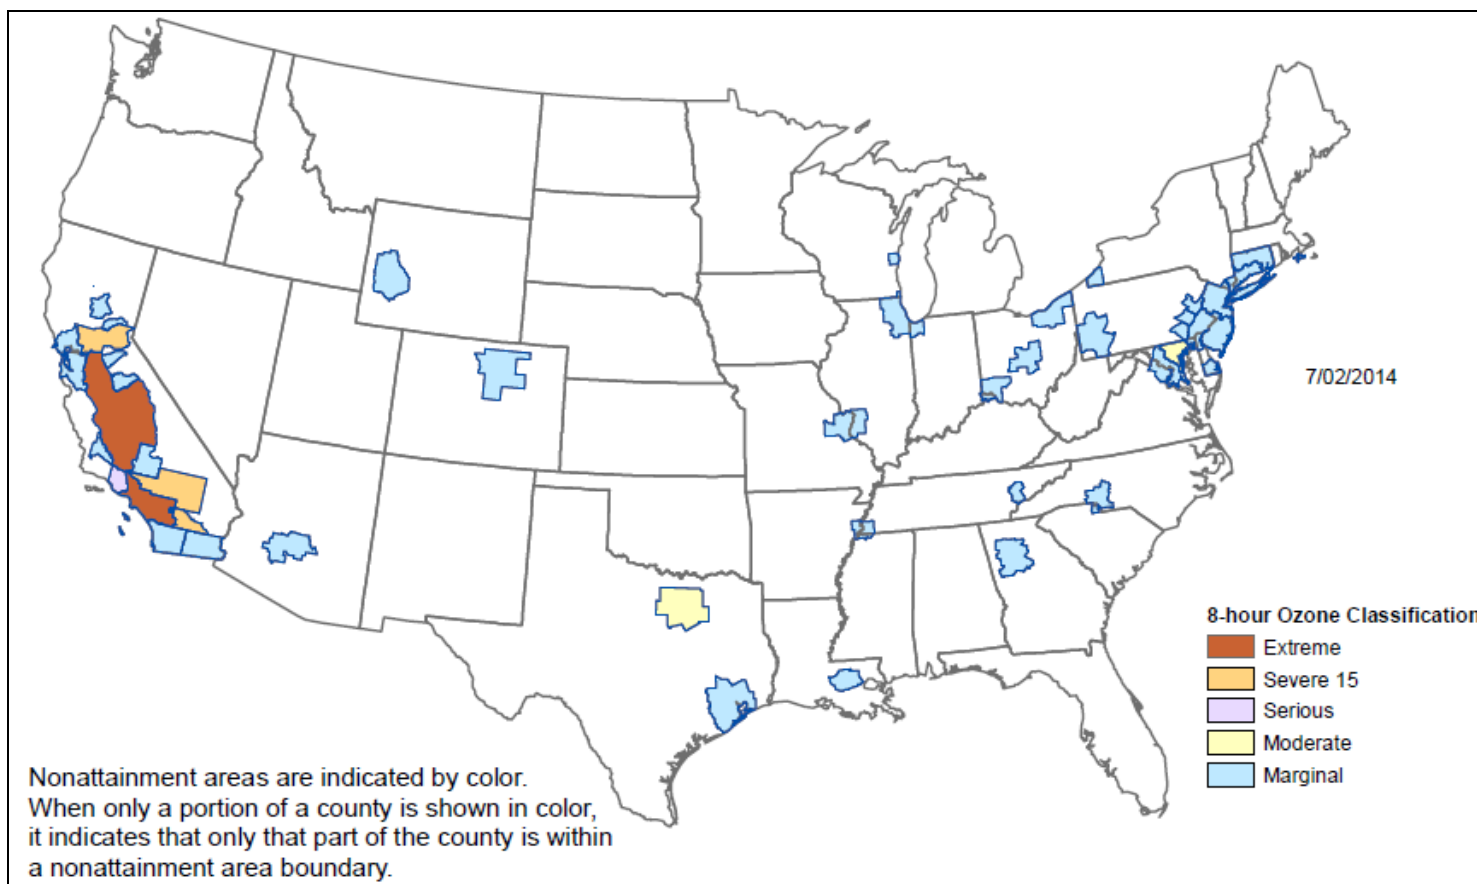 7/02/2014
8-hour Ozone Classification
Extreme
Severe 15
Serious
Moderate
Marginal
Nonattainment areas are indicated by color.
When only a portion of a county is shown in color,
it indicates that only that part of the county is within
a nonattainment area boundary.